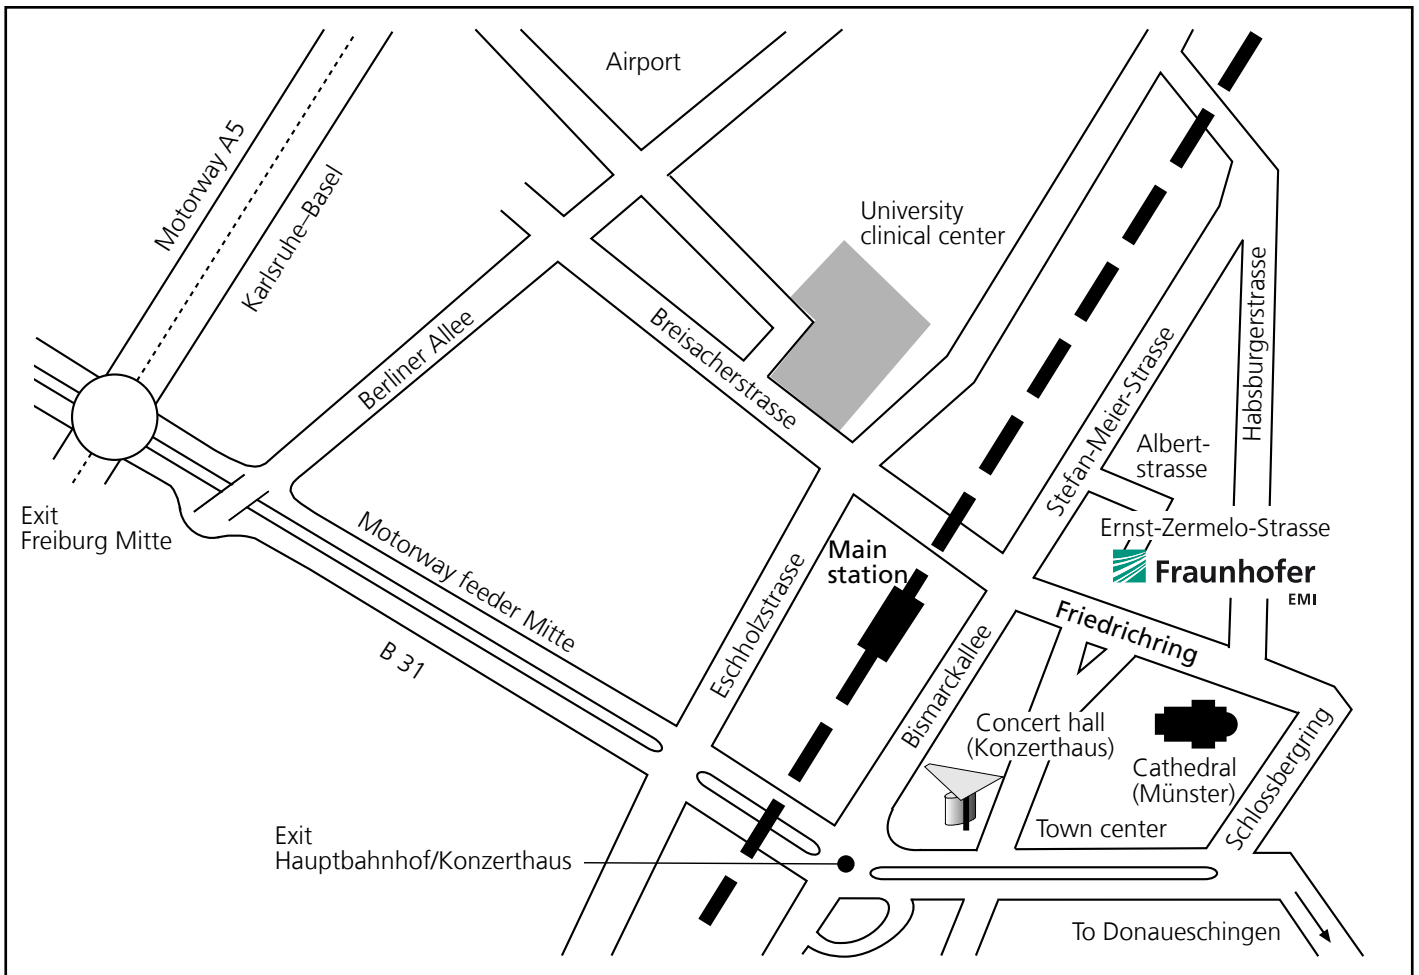 Airport
Motorway A5
Karlsruhe–Basel
University
clinical center
Berliner Allee
Breisacherstrasse
Stefan-Meier-Strasse
Habsburgerstrasse
Albert-
strasse
Exit
Freiburg Mitte
Motorway feeder Mitte
B 31
Eschholzstrasse
Main
station
Ernst-Zermelo-Strasse
Fraunhofer
EMI
Friedrichring
Bismarckallee
Concert hall
(Konzerthaus)
Cathedral
(Münster)
Schlossbergring
Town center
Exit
Hauptbahnhof/Konzerthaus
To Donaueschingen